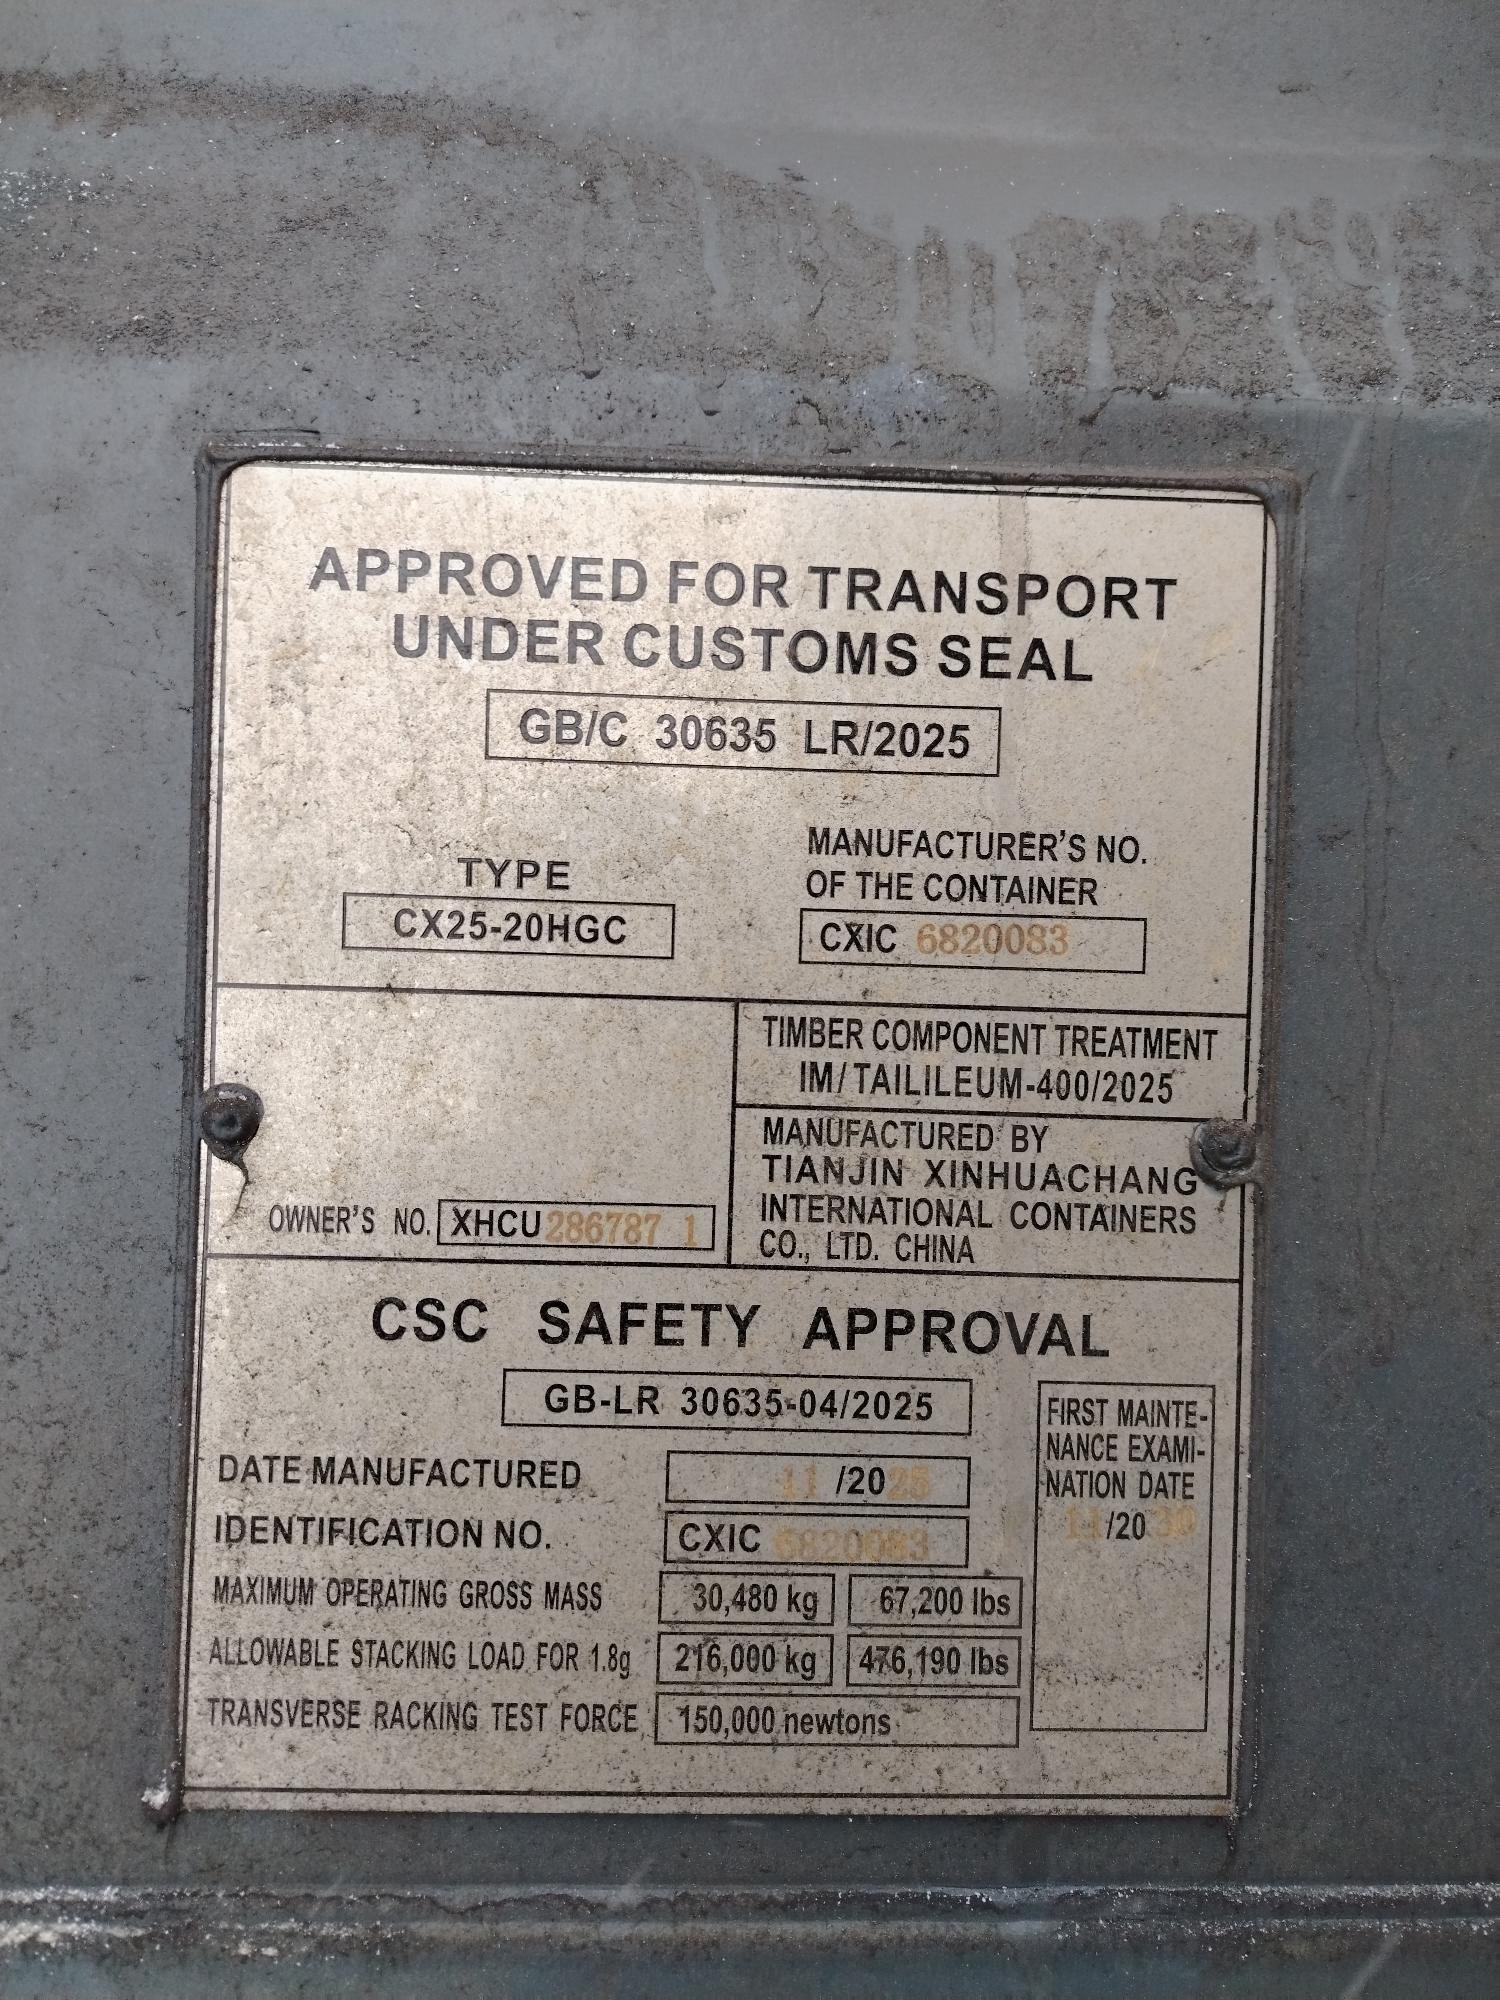 APPROVED FOR TRANSPORT
UNDER CUSTOMS SEAL
GB/C 30635 LR/2025
TYPE
CX25-20HGC
MANUFACTURER'S NO.
OF THE CONTAINER
CXIC 6820083
TIMBER COMPONENT TREATMENT
IM/TAILILEUM-400/2025
MANUFACTURED BY
TIANJIN XINHUACHANG
INTERNATIONAL CONTAINERS
CO., LTD. CHINA
OWNER'S NO. XHCU 286787 1
CSC SAFETY APPROVAL
GB-LR 30635-04/2025
DATE MANUFACTURED 11/2025
IDENTIFICATION NO. CXIC 6820083
MAXIMUM OPERATING GROSS MASS 30,480 kg 67,200 lbs
ALLOWABLE STACKING LOAD FOR 1.8g 216,000 kg 476,190 lbs
TRANSVERSE RACKING TEST FORCE 150,000 newtons
FIRST MAINTE-
NANCE EXAMI-
NATION DATE
11/2030